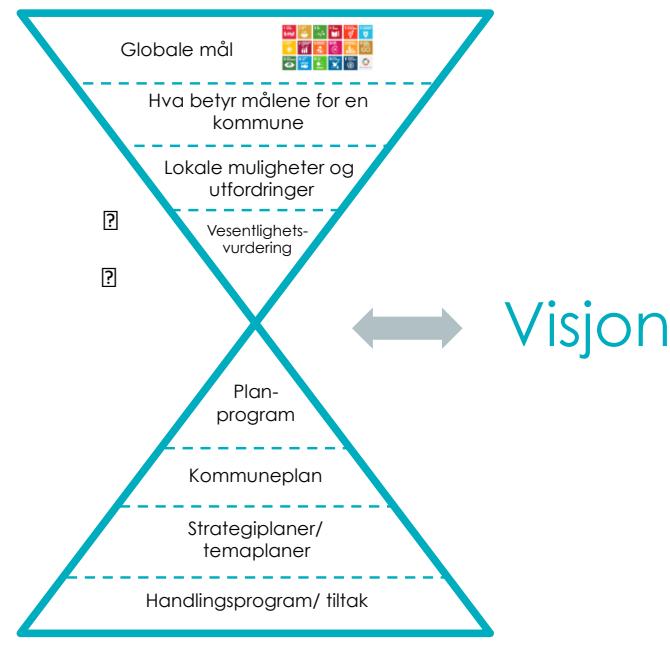 Globale mål
Hva betyr målene for en
kommune
Lokale muligheter og
utfordringer
Vesentlighets-
vurdering
Visjon
Plan-
program
Kommuneplan
Strategiplaner/
temaplaner
Handlingsprogram/ tiltak